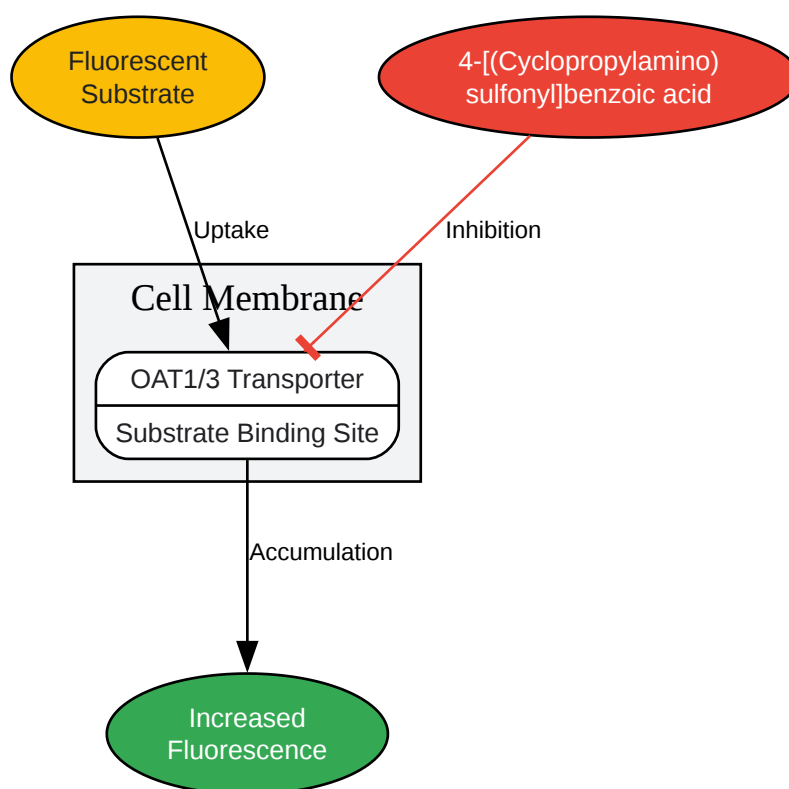 Fluorescent
Substrate
4-[(Cyclopropylamino)
sulfonyl]benzoic acid
Uptake
Inhibition
Cell Membrane
OAT1/3 Transporter
Substrate Binding Site
Accumulation
Increased
Fluorescence